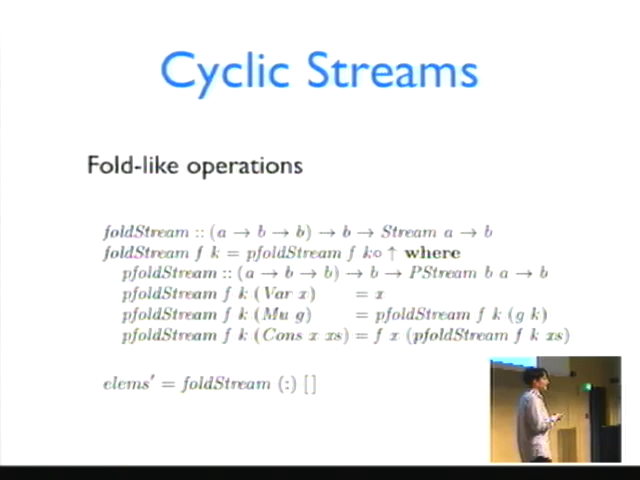 Cyclic Streams
Fold-like operations
foldStream :: (a → b → b) → b → Stream a → b
foldStream f k = pfoldStream f k ∘ ↑ where
pfoldStream :: (a → b → b) → b → PStream b a → b
pfoldStream f k (Var x) = x
pfoldStream f k (Mu g) = pfoldStream f k (g k)
pfoldStream f k (Cons x xs) = f x (pfoldStream f k xs)
elems′ = foldStream (:) []